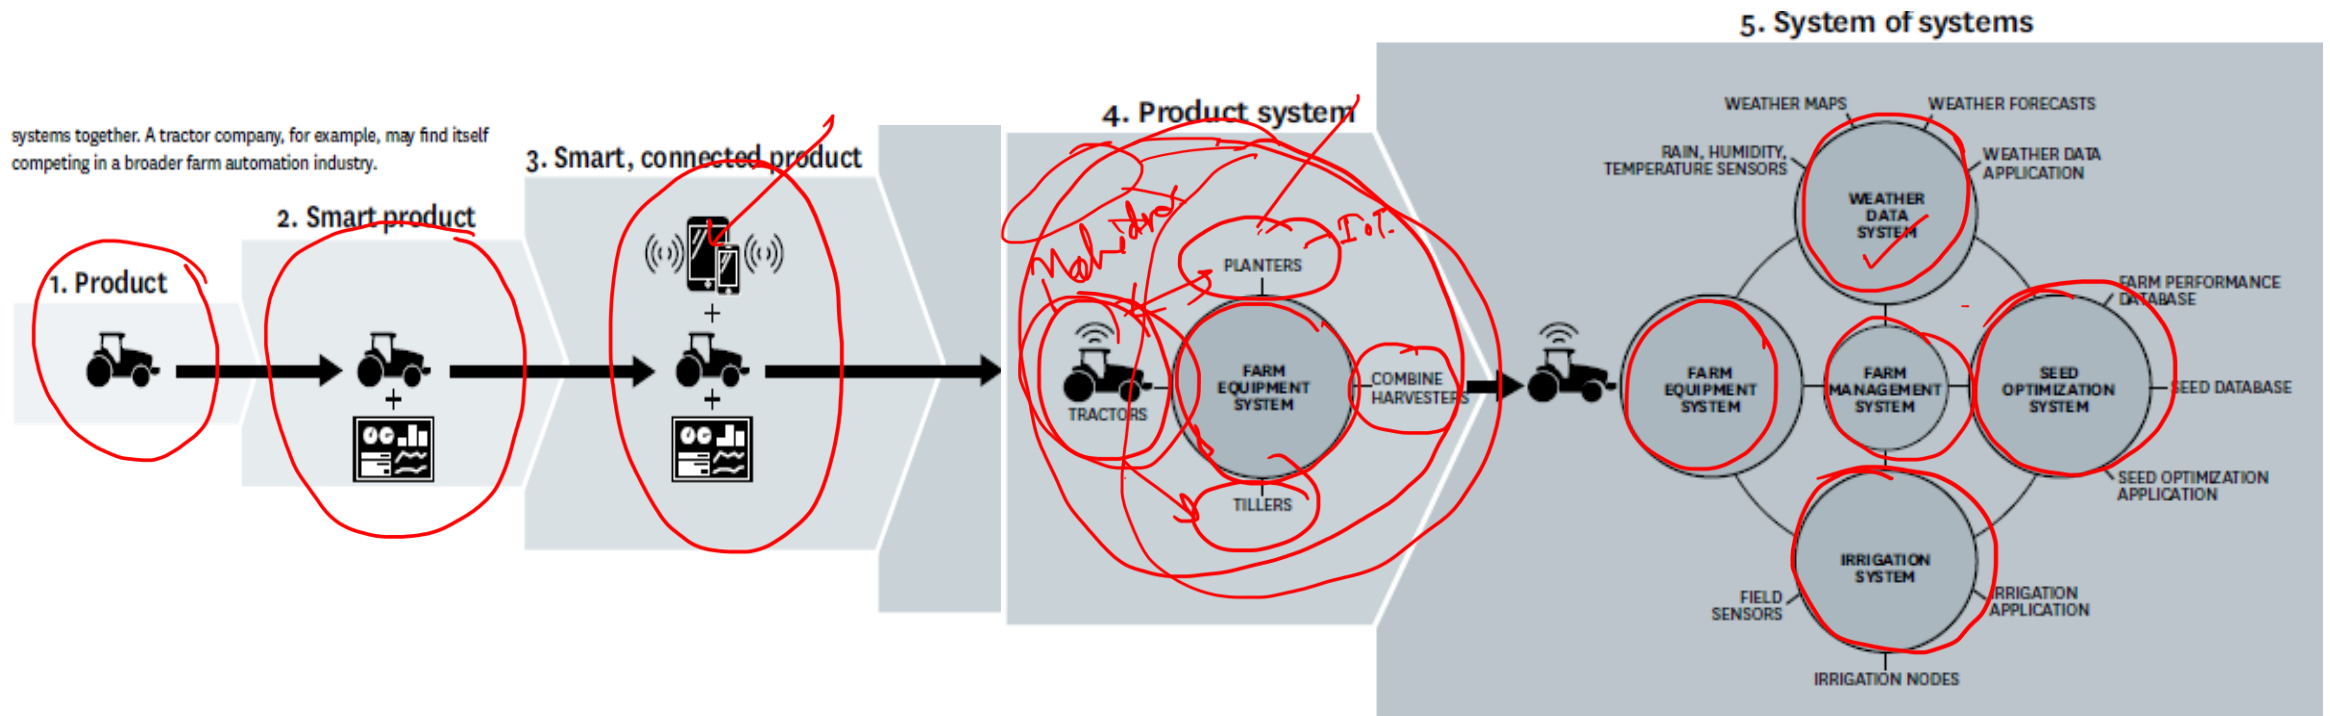 systems together. A tractor company, for example, may find itself
competing in a broader farm automation industry.
1. Product
2. Smart product
3. Smart, connected product
4. Product system
Mahindra
I.o.T.
PLANTERS
TRACTORS
FARM
EQUIPMENT
SYSTEM
COMBINE
HARVESTERS
TILLERS
5. System of systems
WEATHER MAPS
WEATHER FORECASTS
RAIN, HUMIDITY,
TEMPERATURE SENSORS
WEATHER DATA
APPLICATION
WEATHER
DATA
SYSTEM
FARM PERFORMANCE
DATABASE
FARM
EQUIPMENT
SYSTEM
FARM
MANAGEMENT
SYSTEM
SEED
OPTIMIZATION
SYSTEM
SEED DATABASE
SEED OPTIMIZATION
APPLICATION
IRRIGATION
SYSTEM
FIELD
SENSORS
IRRIGATION
APPLICATION
IRRIGATION NODES